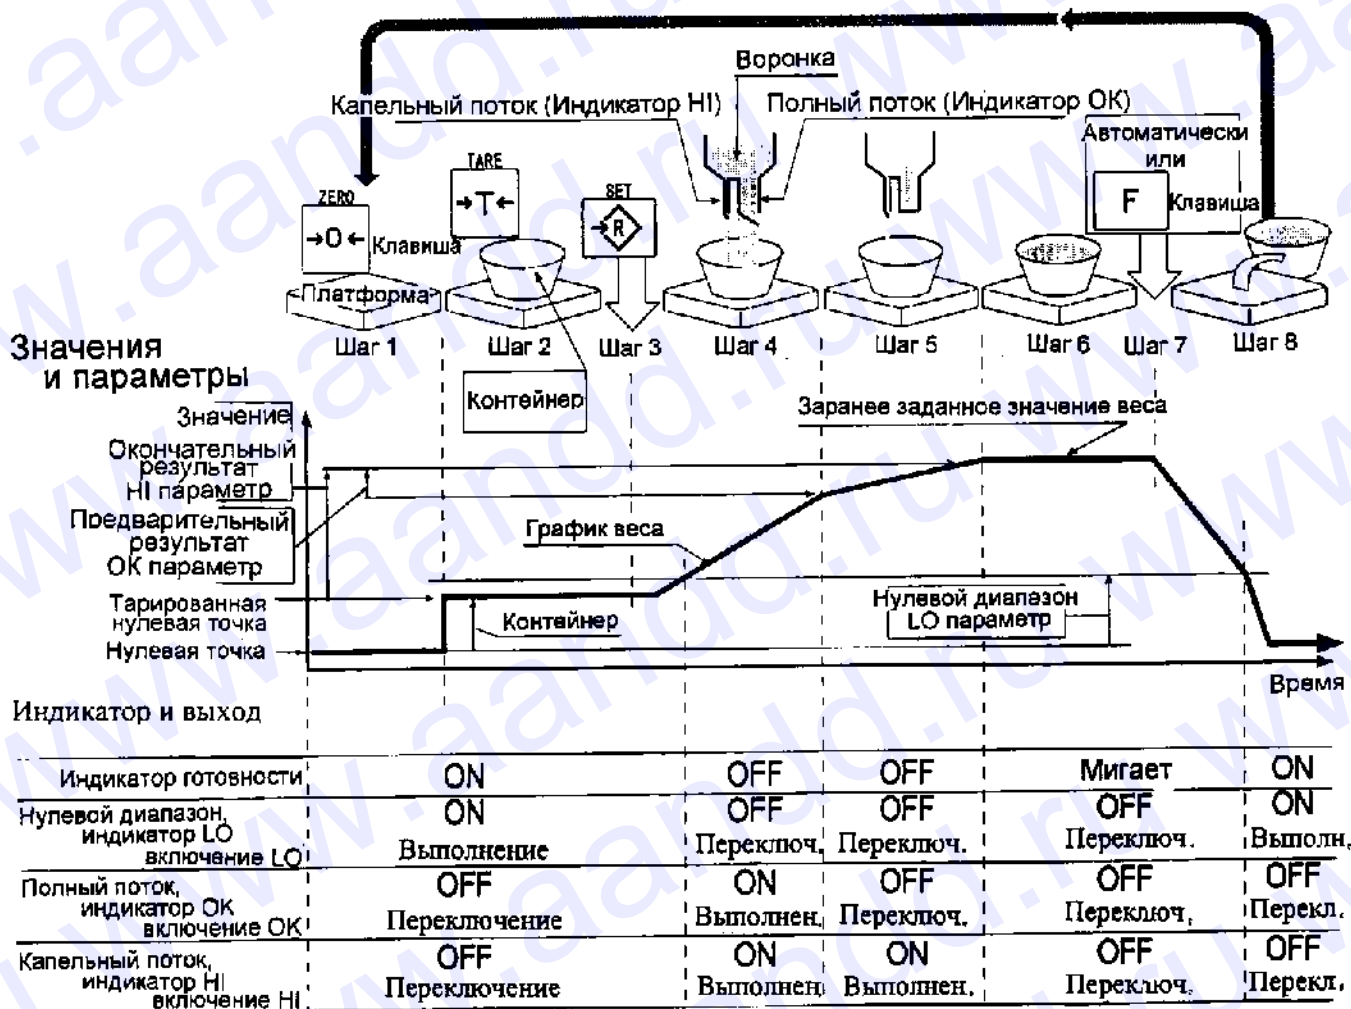 Воронка
Капельный поток (Индикатор HI)
Полный поток (Индикатор OK)
Автоматически
или
F
Клавиша
ZERO
→0←
Клавиша
TARE
→T←
SET
→R
Платформа
Шаг 1
Шаг 2
Шаг 3
Шаг 4
Шаг 5
Шаг 6
Шаг 7
Шаг 8
Контейнер
Значения
и параметры
Значение
Окончательный
результат
HI параметр
Предварительный
результат
ОК параметр
Тарированная
нулевая точка
Нулевая точка
График веса
Контейнер
Заранее заданное значение веса
Нулевой диапазон
LO параметр
Время
Индикатор и выход
Индикатор готовности ON OFF OFF Мигает ON
Нулевой диапазон, ON OFF OFF OFF ON
индикатор LO
включение LO Выполнение Переключ. Переключ. Переключ. Выполн.
Полный поток, OFF ON OFF OFF OFF
индикатор OK
включение OK Переключение Выполнен. Переключ. Переключ. Перекл.
Капельный поток, OFF ON ON OFF OFF
индикатор HI
включение HI. Переключение Выполнен Выполнен. Переключ. Перекл.
www.aandd.ru